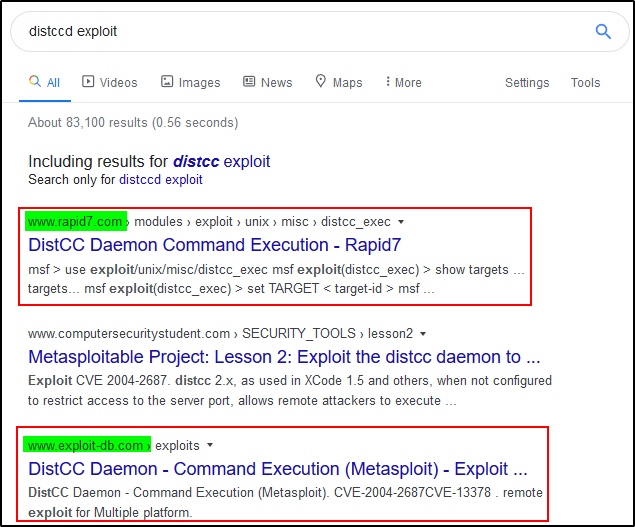 distccd exploit
All Videos Images News Maps More Settings Tools
About 83,100 results (0.56 seconds)
Including results for distcc exploit
Search only for distccd exploit
www.rapid7.com › modules › exploit › unix › misc › distcc_exec
DistCC Daemon Command Execution - Rapid7
msf > use exploit/unix/misc/distcc_exec msf exploit(distcc_exec) > show targets ...
targets... msf exploit(distcc_exec) > set TARGET < target-id > msf ...
www.computersecuritystudent.com › SECURITY_TOOLS › lesson2
Metasploitable Project: Lesson 2: Exploit the distcc daemon to ...
Exploit CVE 2004-2687. distcc 2.x, as used in XCode 1.5 and others, when not configured
to restrict access to the server port, allows remote attackers to execute ...
www.exploit-db.com › exploits
DistCC Daemon - Command Execution (Metasploit) - Exploit ...
DistCC Daemon - Command Execution (Metasploit). CVE-2004-2687CVE-13378 . remote
exploit for Multiple platform.